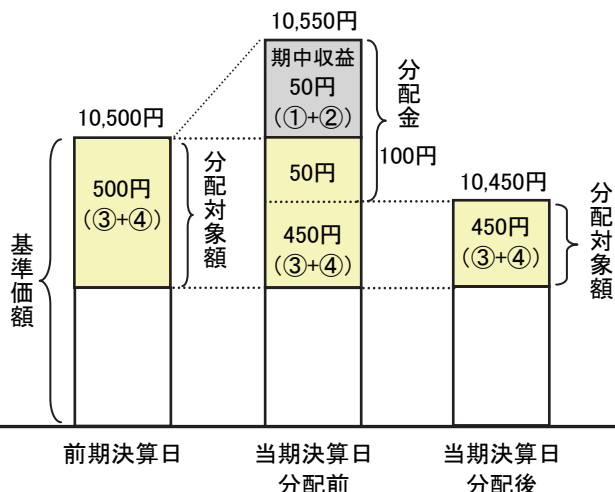 10,550円
期中収益
50円
(①+②)
分配金
100円
10,500円
500円
(③+④)
分配対象額
50円
450円
(③+④)
10,450円
450円
(③+④)
分配対象額
基準価額
前期決算日
当期決算日
分配前
当期決算日
分配後